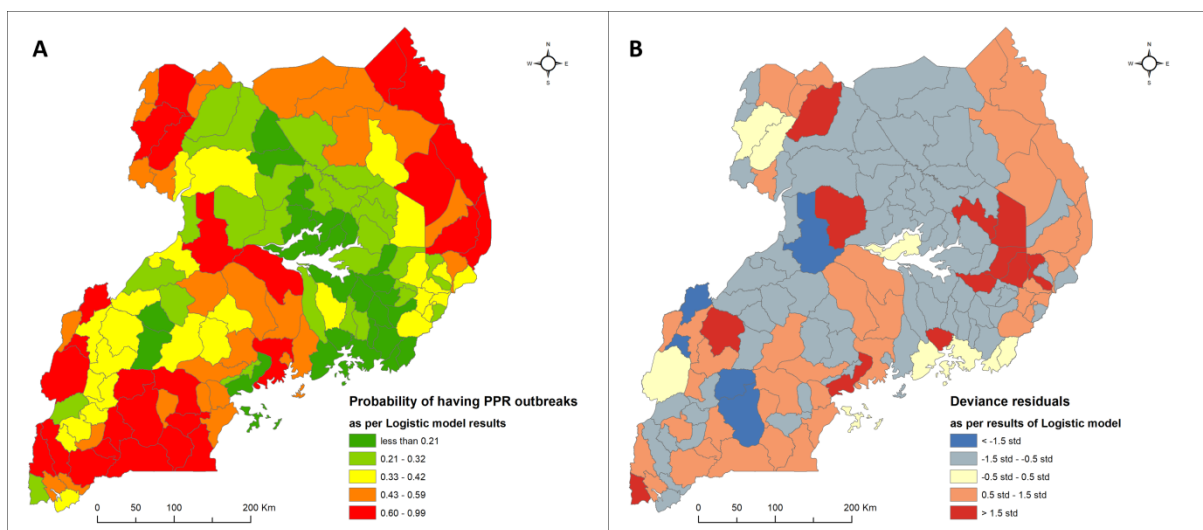 A
N
W E
S
Probability of having PPR outbreaks
as per Logistic model results
less than 0.21
0.21 - 0.32
0.33 - 0.42
0.43 - 0.59
0.60 - 0.99
0 50 100 200 Km
B
N
W E
S
Deviance residuals
as per results of Logistic model
< -1.5 std
-1.5 std - -0.5 std
-0.5 std - 0.5 std
0.5 std - 1.5 std
> 1.5 std
0 50 100 200 Km